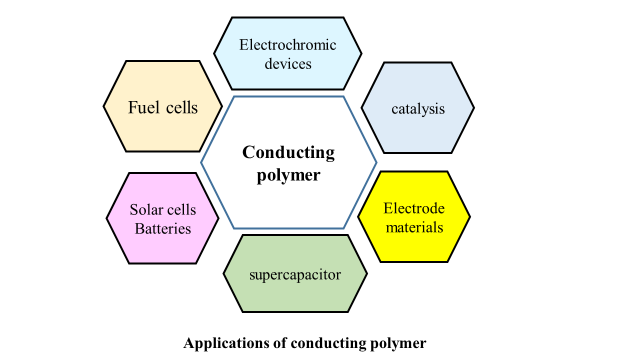 Electrochromic
devices
Fuel cells
catalysis
Conducting
polymer
Solar cells
Batteries
Electrode
materials
supercapacitor
Applications of conducting polymer